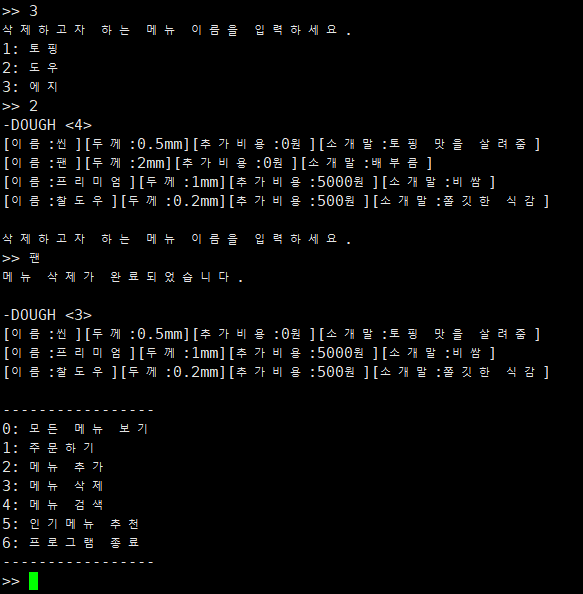 >> 3
삭제하고자 하는 메뉴 이름을 입력하세요.
1: 토핑
2: 도우
3: 에지
>> 2
-DOUGH <4>
[이름:씬][두께:0.5mm][추가비용:0원][소개말:토핑 맛을 살려줌]
[이름:팬][두께:2mm][추가비용:0원][소개말:배부름]
[이름:프리미엄][두께:1mm][추가비용:5000원][소개말:비쌈]
[이름:찰도우][두께:0.2mm][추가비용:500원][소개말:쫄깃한 식감]
삭제하고자 하는 메뉴 이름을 입력하세요.
>> 팬
메뉴 삭제가 완료되었습니다.
-DOUGH <3>
[이름:씬][두께:0.5mm][추가비용:0원][소개말:토핑 맛을 살려줌]
[이름:프리미엄][두께:1mm][추가비용:5000원][소개말:비쌈]
[이름:찰도우][두께:0.2mm][추가비용:500원][소개말:쫄깃한 식감]
-----------------
0: 모든 메뉴 보기
1: 주문하기
2: 메뉴 추가
3: 메뉴 삭제
4: 메뉴 검색
5: 인기메뉴 추천
6: 프로그램 종료
-----------------
>>